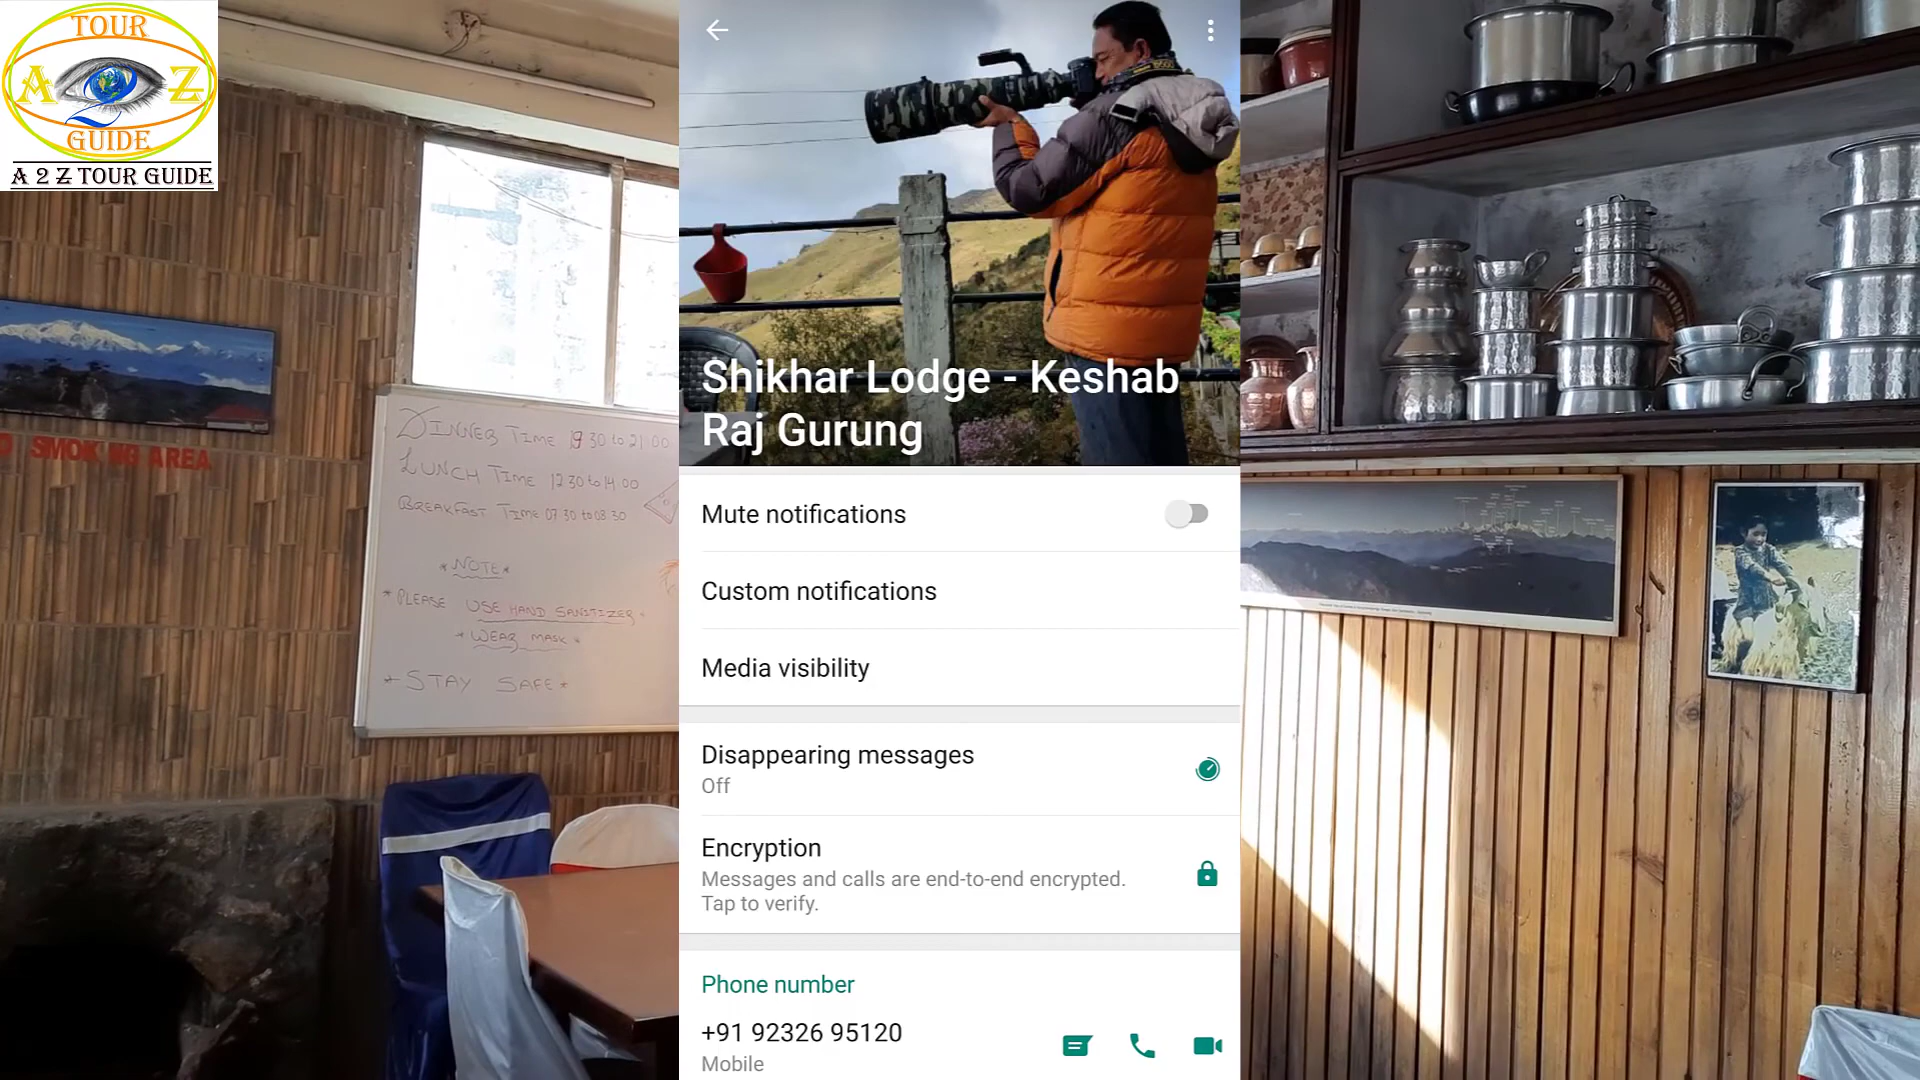 TOUR
A Z
GUIDE
A 2 Z TOUR GUIDE
SMOKING AREA
DINNER TIME 19 30 to 21 00
LUNCH TIME 12 30 to 14.00
BREAKFAST TIME 07 30 to 08 30
*NOTE*
*PLEASE USE HAND SANITIZER
*WEAR MASK*
*STAY SAFE*
Shikhar Lodge - Keshab
Raj Gurung
Mute notifications
Custom notifications
Media visibility
Disappearing messages
Off
Encryption
Messages and calls are end-to-end encrypted.
Tap to verify.
Phone number
+91 92326 95120
Mobile